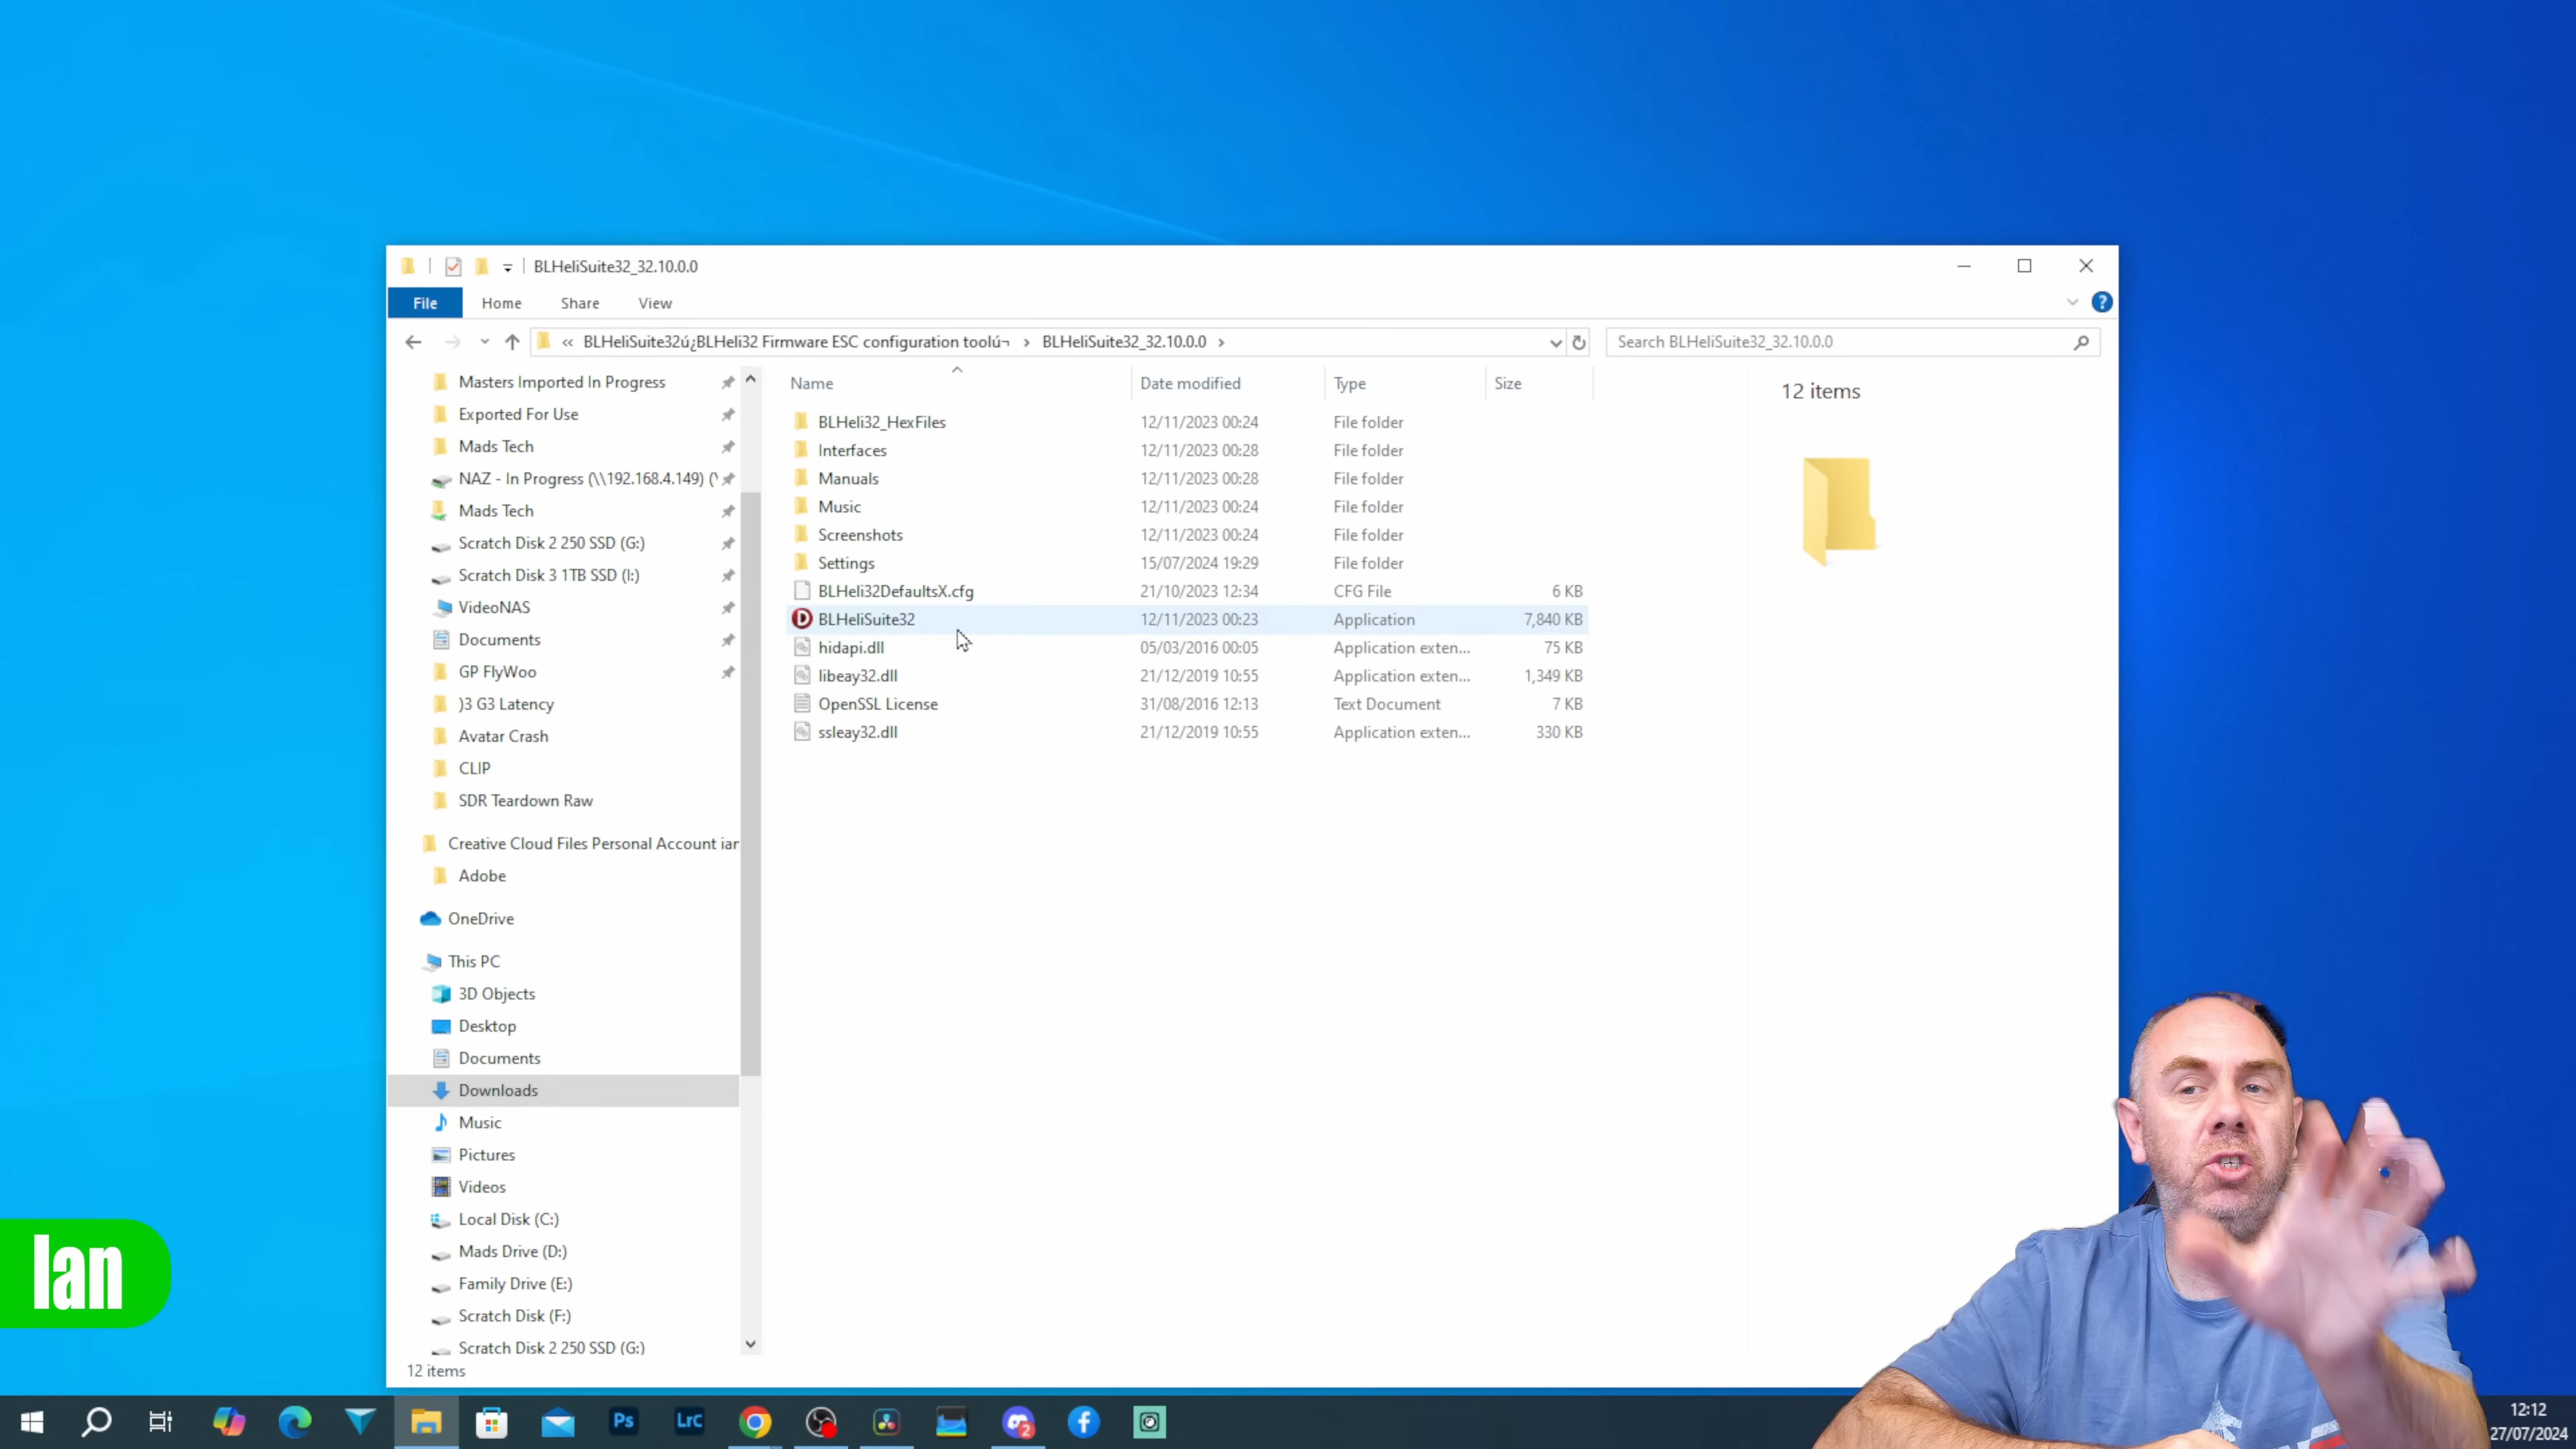 BLHeliSuite32_32.10.0.0
File Home Share View
« BLHeliSuite32ú¿BLHeli32 Firmware ESC configuration toolú¬ › BLHeliSuite32_32.10.0.0 ›
Search BLHeliSuite32_32.10.0.0
Masters Imported In Progress
Exported For Use
Mads Tech
NAZ - In Progress (\\192.168.4.149) (
Mads Tech
Scratch Disk 2 250 SSD (G:)
Scratch Disk 3 1TB SSD (I:)
VideoNAS
Documents
GP FlyWoo
)3 G3 Latency
Avatar Crash
CLIP
SDR Teardown Raw
Creative Cloud Files Personal Account ian
Adobe
OneDrive
This PC
3D Objects
Desktop
Documents
Downloads
Music
Pictures
Videos
Local Disk (C:)
Mads Drive (D:)
Family Drive (E:)
Scratch Disk (F:)
Scratch Disk 2 250 SSD (G:)
12 items
Name Date modified Type Size
BLHeli32_HexFiles 12/11/2023 00:24 File folder
Interfaces 12/11/2023 00:28 File folder
Manuals 12/11/2023 00:28 File folder
Music 12/11/2023 00:24 File folder
Screenshots 12/11/2023 00:24 File folder
Settings 15/07/2024 19:29 File folder
BLHeli32DefaultsX.cfg 21/10/2023 12:34 CFG File 6 KB
BLHeliSuite32 12/11/2023 00:23 Application 7,840 KB
hidapi.dll 05/03/2016 00:05 Application exten... 75 KB
libeay32.dll 21/12/2019 10:55 Application exten... 1,349 KB
OpenSSL License 31/08/2016 12:13 Text Document 7 KB
ssleay32.dll 21/12/2019 10:55 Application exten... 330 KB
12 items
Ian
Ps
LrC
2
12:12
27/07/2024